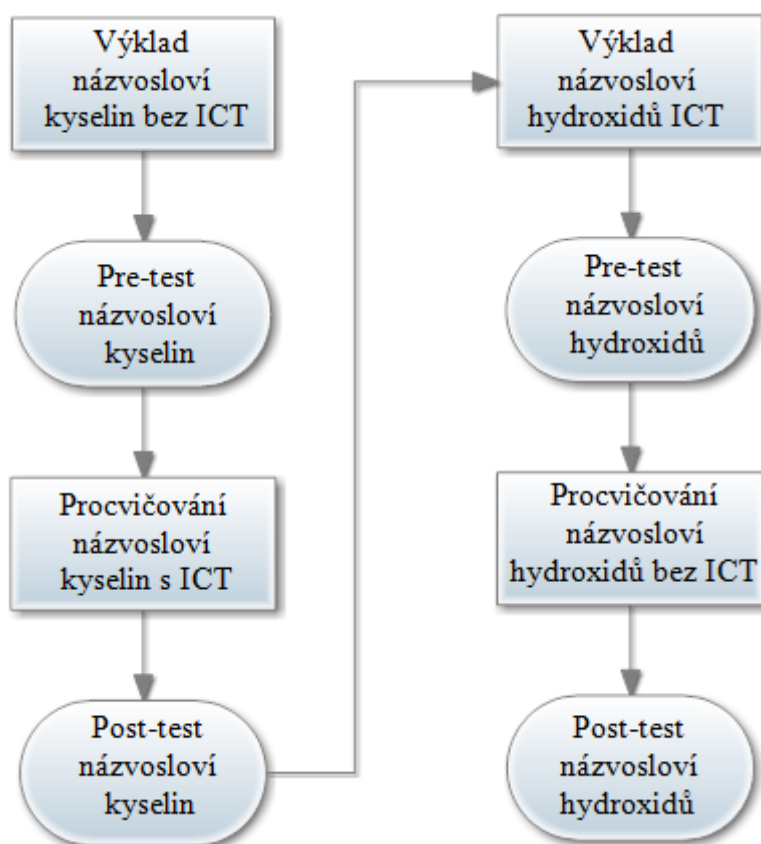 Výklad
názvosloví
kyselin bez ICT
Pre-test
názvosloví
kyselin
Procvičování
názvosloví
kyselin s ICT
Post-test
názvosloví
kyselin
Výklad
názvosloví
hydroxidů ICT
Pre-test
názvosloví
hydroxidů
Procvičování
názvosloví
hydroxidů bez ICT
Post-test
názvosloví
hydroxidů